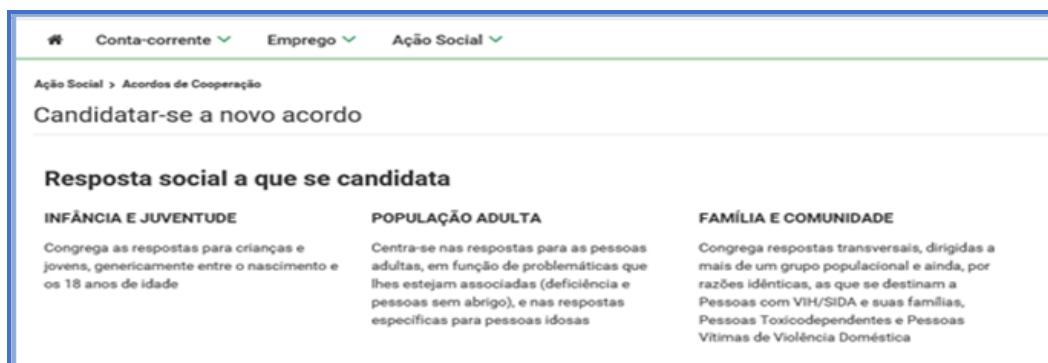 Conta-corrente Emprego Ação Social
Ação Social > Acordos de Cooperação
Candidatar-se a novo acordo
Resposta social a que se candidata
INFÂNCIA E JUVENTUDE
Congrega as respostas para crianças e
jovens, genericamente entre o nascimento e
os 18 anos de idade
POPULAÇÃO ADULTA
Centra-se nas respostas para as pessoas
adultas, em função de problemáticas que
lhes estejam associadas (deficiência e
pessoas sem abrigo), e nas respostas
específicas para pessoas idosas
FAMÍLIA E COMUNIDADE
Congrega respostas transversais, dirigidas a
mais de um grupo populacional e ainda, por
razões idênticas, as que se destinam a
Pessoas com VIH/SIDA e suas famílias,
Pessoas Toxicodependentes e Pessoas
Vítimas de Violência Doméstica